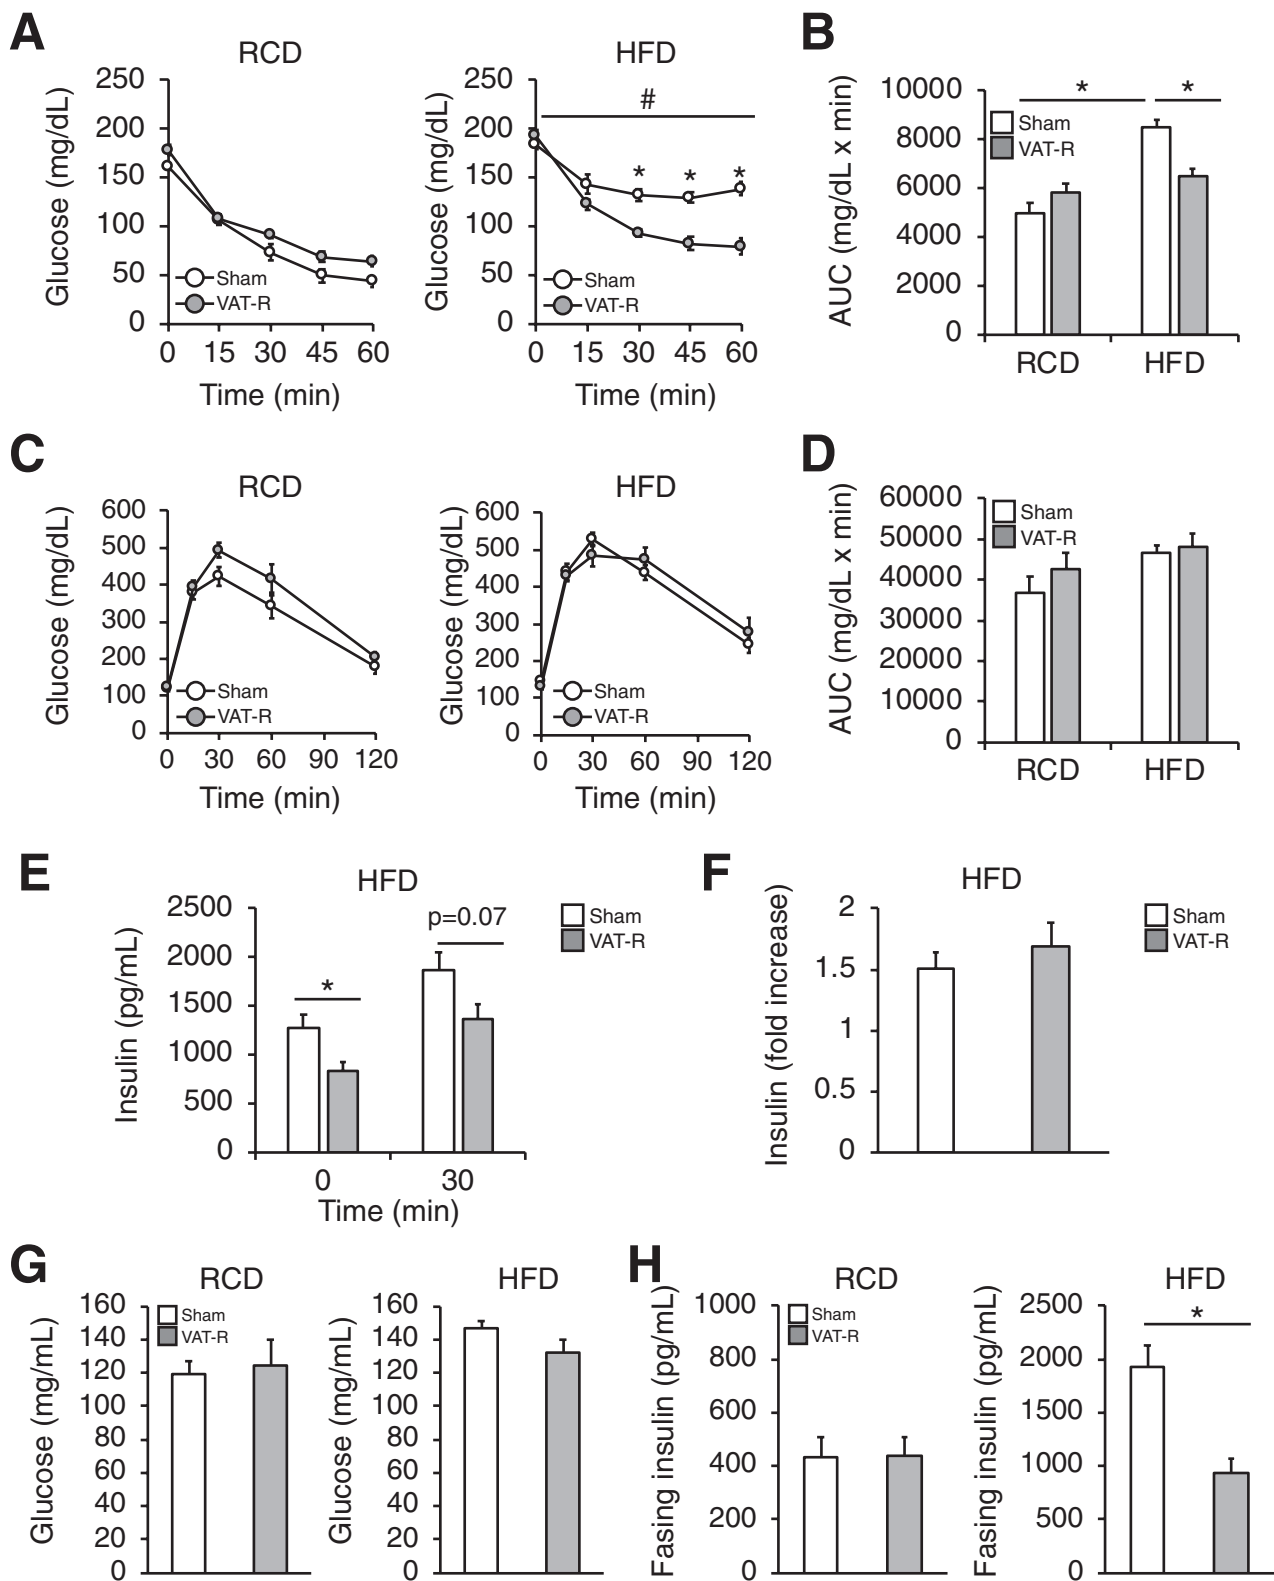 A
RCD
Glucose (mg/dL)
250
200
150
100
50
0
Sham
VAT-R
0 15 30 45 60
Time (min)
HFD
Glucose (mg/dL)
250
200
150
100
50
0
#
* * *
Sham
VAT-R
0 15 30 45 60
Time (min)
B
AUC (mg/dL x min)
10000
8000
6000
4000
2000
0
* *
Sham
VAT-R
RCD HFD
C
RCD
Glucose (mg/dL)
600
500
400
300
200
100
0
Sham
VAT-R
0 30 60 90 120
Time (min)
HFD
Glucose (mg/dL)
600
500
400
300
200
100
0
Sham
VAT-R
0 30 60 90 120
Time (min)
D
AUC (mg/dL x min)
60000
50000
40000
30000
20000
10000
0
Sham
VAT-R
RCD HFD
E
HFD
Insulin (pg/mL)
2500
2000
1500
1000
500
0
*
p=0.07
Sham
VAT-R
0 30
Time (min)
F
HFD
Insulin (fold increase)
2
1.5
1
0.5
0
Sham
VAT-R
G
RCD
Glucose (mg/mL)
160
140
120
100
80
60
40
20
0
Sham
VAT-R
HFD
Glucose (mg/mL)
160
140
120
100
80
60
40
20
0
H
RCD
Fasing insulin (pg/mL)
1000
800
600
400
200
0
Sham
VAT-R
HFD
Fasing insulin (pg/mL)
2500
2000
1500
1000
500
0
*